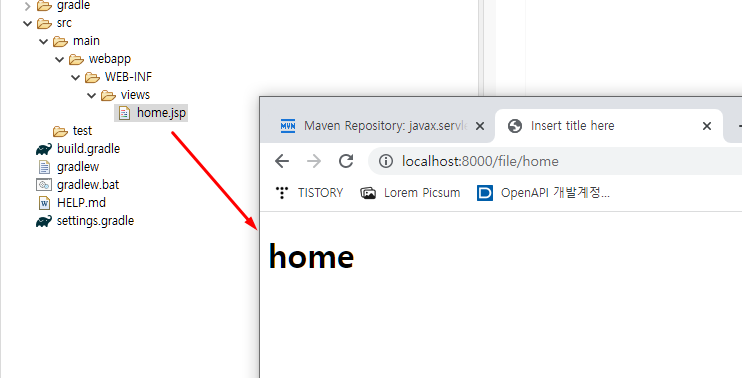 gradle
src
main
webapp
WEB-INF
views
home.jsp
test
build.gradle
gradlew
gradlew.bat
HELP.md
settings.gradle
MVN Maven Repository: javax.servle
Insert title here
localhost:8000/file/home
TISTORY
Lorem Picsum
OpenAPI 개발계정...
home